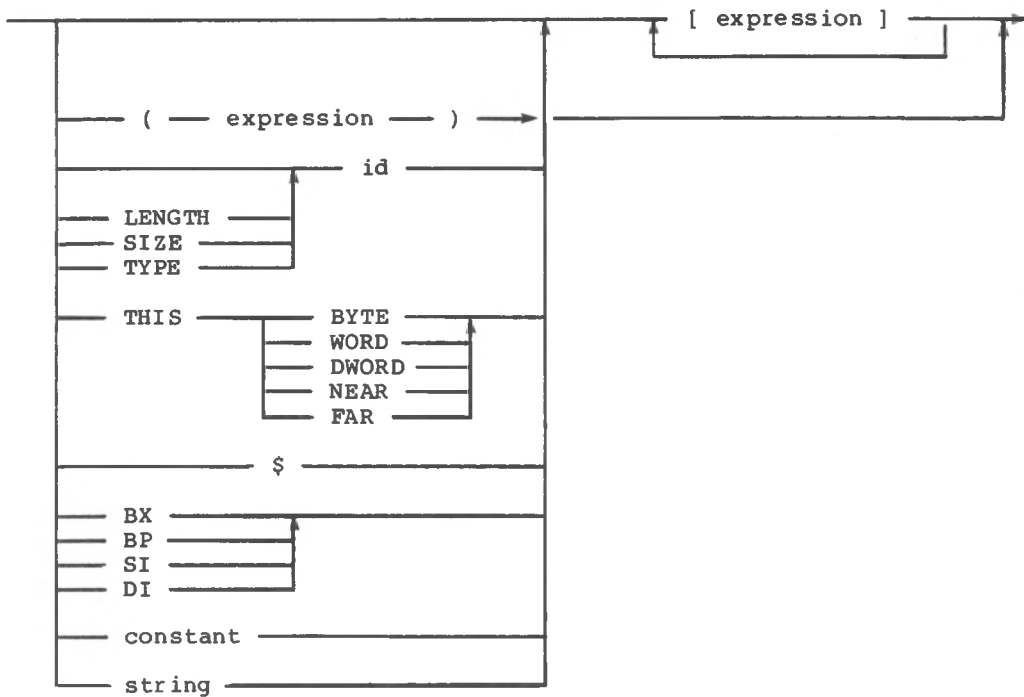 [ expression ]
( expression )
id
LENGTH
SIZE
TYPE
THIS BYTE
WORD
DWORD
NEAR
FAR
$
BX
BP
SI
DI
constant
string